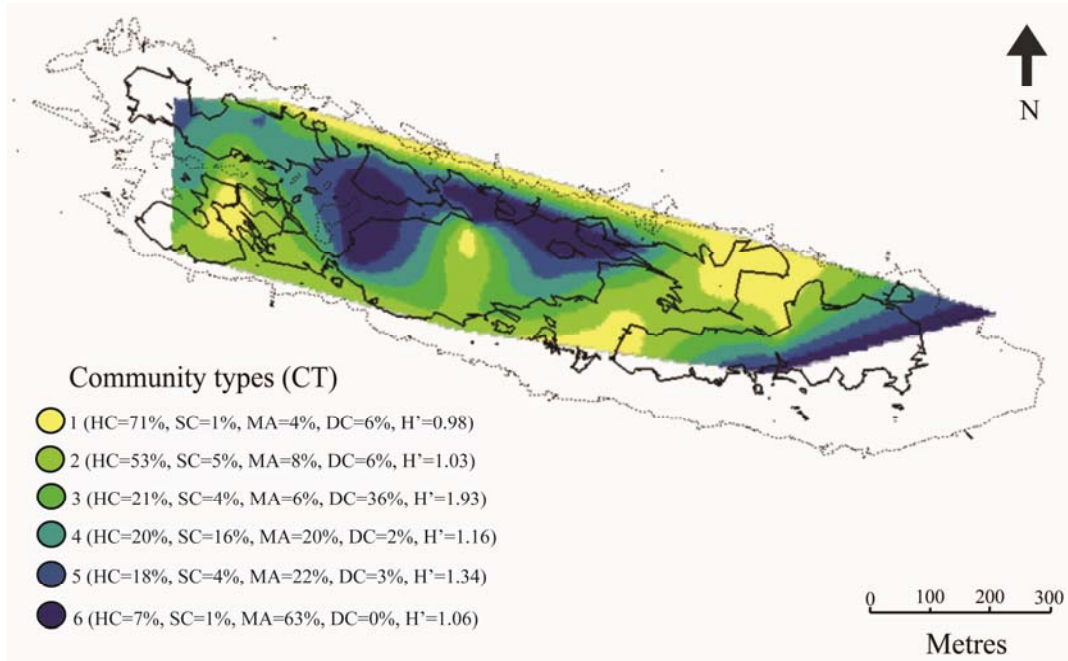 N
Community types (CT)
1 (HC=71%, SC=1%, MA=4%, DC=6%, H’=0.98)
2 (HC=53%, SC=5%, MA=8%, DC=6%, H’=1.03)
3 (HC=21%, SC=4%, MA=6%, DC=36%, H’=1.93)
4 (HC=20%, SC=16%, MA=20%, DC=2%, H’=1.16)
5 (HC=18%, SC=4%, MA=22%, DC=3%, H’=1.34)
6 (HC=7%, SC=1%, MA=63%, DC=0%, H’=1.06)
0 100 200 300
Metres